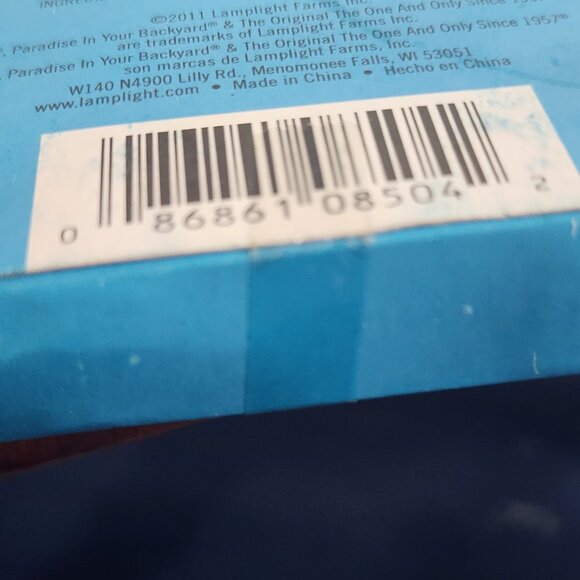 ©2011 Lamplight Farms Inc.
Paradise In Your Backyard® & The Original The One And Only Since
are trademarks of Lamplight Farms Inc.
, Paradise In Your Backyard® & The Original The One And Only Since 1957®
son marcas de Lamplight Farms, Inc.
W140 N4900 Lilly Rd., Menomonee Falls, WI 53051
www.lamplight.com • Made in China • Hecho en China
0 86861 08504 2